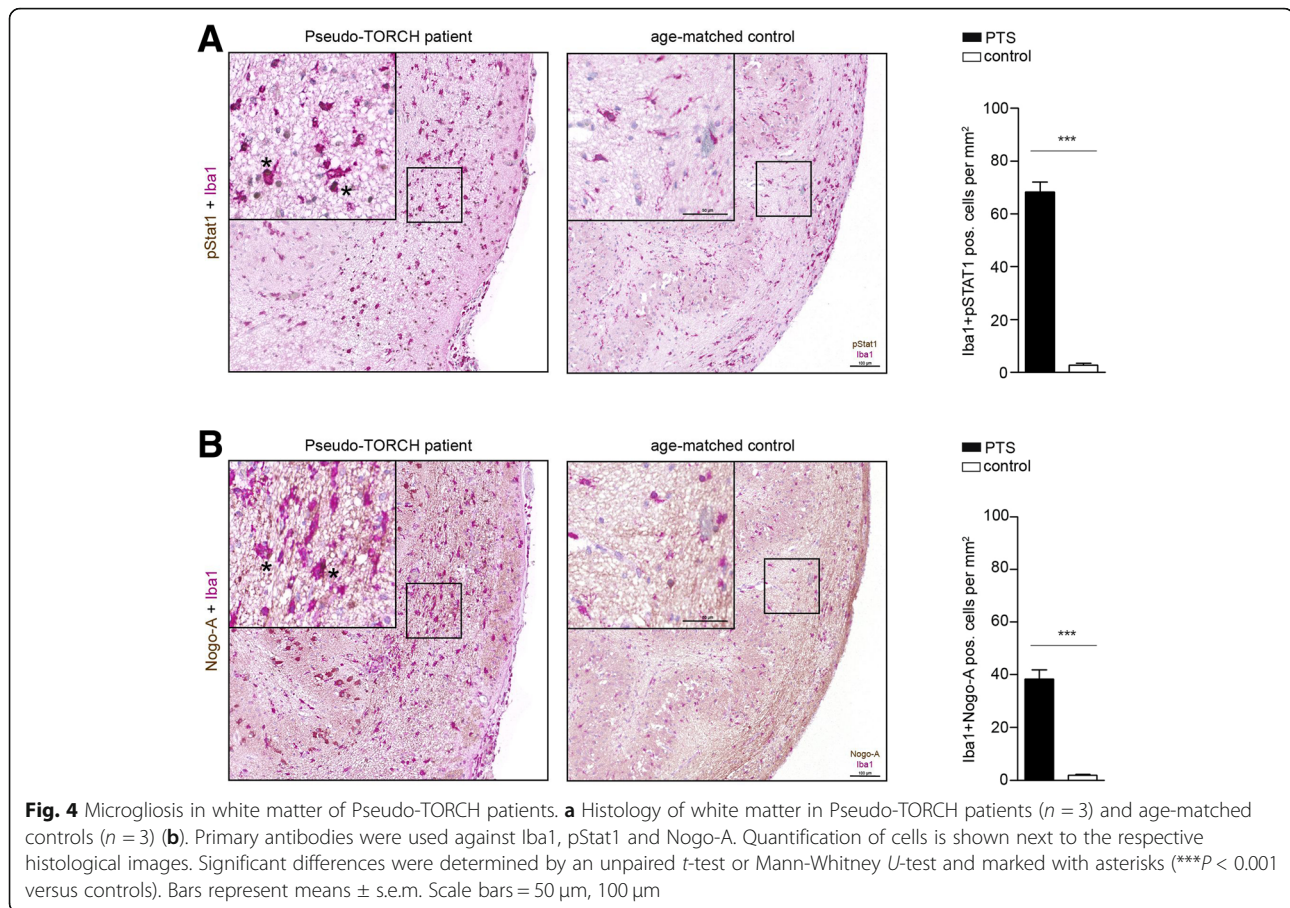 A
Pseudo-TORCH patient
age-matched control
pStat1 + Iba1
*
*
50 µm
pStat1
Iba1
100 µm
PTS
control
Iba1+pSTAT1 pos. cells per mm²
100
80
60
40
20
0
***
B
Pseudo-TORCH patient
age-matched control
Nogo-A + Iba1
*
*
Nogo-A
Iba1
100 µm
PTS
control
Iba1+Nogo-A pos. cells per mm²
100
80
60
40
20
0
***
Fig. 4 Microgliosis in white matter of Pseudo-TORCH patients. a Histology of white matter in Pseudo-TORCH patients (n = 3) and age-matched
controls (n = 3) (b). Primary antibodies were used against Iba1, pStat1 and Nogo-A. Quantification of cells is shown next to the respective
histological images. Significant differences were determined by an unpaired t-test or Mann-Whitney U-test and marked with asterisks (***P < 0.001
versus controls). Bars represent means ± s.e.m. Scale bars = 50 µm, 100 µm